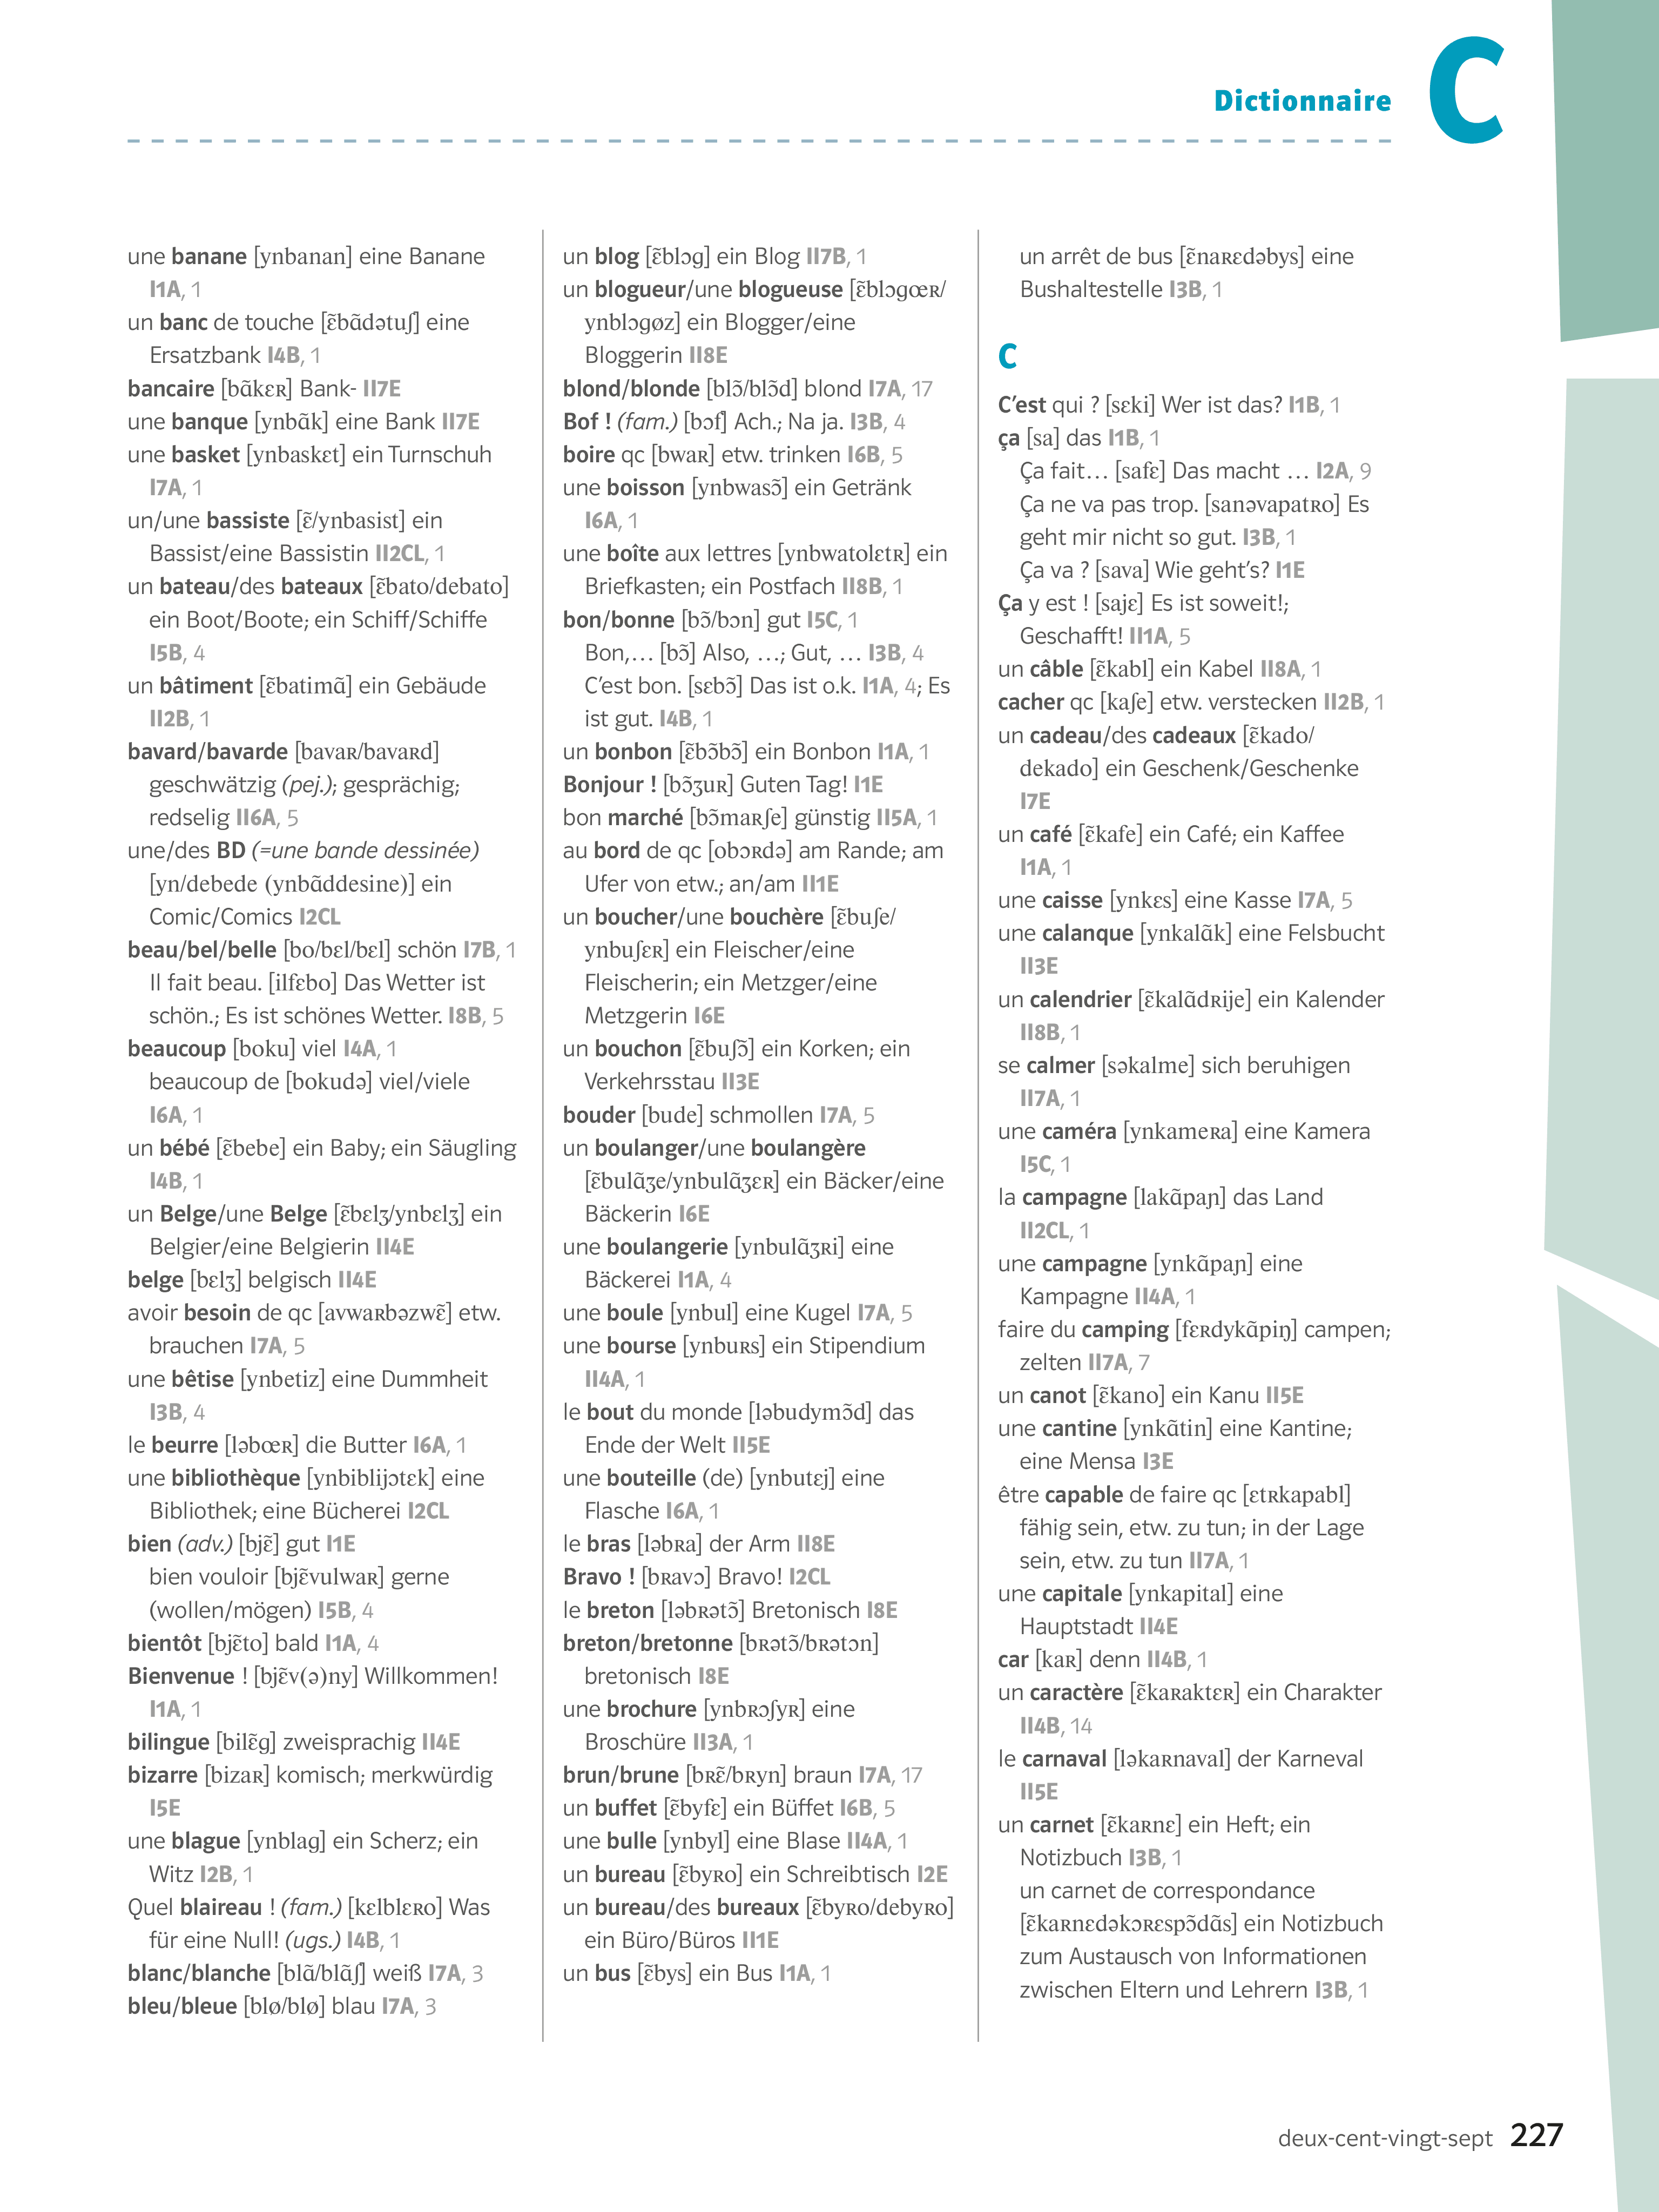 Dictionnaire
C
une banane [ynbanan] eine Banane
I1A, 1
un banc de touche [ɛ̃bɑ̃dətuʃ] eine
Ersatzbank I4B, 1
bancaire [bɑ̃kɛʀ] Bank- II7E
une banque [ynbɑ̃k] eine Bank II7E
une basket [ynbaskɛt] ein Turnschuh
I7A, 1
un/une bassiste [ɛ̃/ynbasist] ein
Bassist/eine Bassistin II2CL, 1
un bateau/des bateaux [ɛ̃bato/debato]
ein Boot/Boote; ein Schiff/Schiffe
I5B, 4
un bâtiment [ɛ̃batimɑ̃] ein Gebäude
II2B, 1
bavard/bavarde [bavaʀ/bavaʀd]
geschwätzig (pej.); gesprächig;
redselig II6A, 5
une/des BD (=une bande dessinée)
[yn/debede (ynbɑ̃ddesine)] ein
Comic/Comics I2CL
beau/bel/belle [bo/bɛl/bɛl] schön I7B, 1
Il fait beau. [ilfɛbo] Das Wetter ist
schön.; Es ist schönes Wetter. I8B, 5
beaucoup [boku] viel I4A, 1
beaucoup de [bokudə] viel/viele
I6A, 1
un bébé [ɛ̃bebe] ein Baby; ein Säugling
I4B, 1
un Belge/une Belge [ɛ̃bɛlʒ/ynbɛlʒ] ein
Belgier/eine Belgierin II4E
belge [bɛlʒ] belgisch II4E
avoir besoin de qc [avwaʀbəzwɛ̃] etw.
brauchen I7A, 5
une bêtise [ynbetiz] eine Dummheit
I3B, 4
le beurre [ləbœʀ] die Butter I6A, 1
une bibliothèque [ynbiblijɔtɛk] eine
Bibliothek; eine Bücherei I2CL
bien (adv.) [bjɛ̃] gut I1E
bien vouloir [bjɛ̃vulwaʀ] gerne
(wollen/mögen) I5B, 4
bientôt [bjɛ̃to] bald I1A, 4
Bienvenue ! [bjɛ̃v(ə)ny] Willkommen!
I1A, 1
bilingue [bilɛ̃g] zweisprachig II4E
bizarre [bizaʀ] komisch; merkwürdig
I5E
une blague [ynblag] ein Scherz; ein
Witz I2B, 1
Quel blaireau ! (fam.) [kɛlblɛʀo] Was
für eine Null! (ugs.) I4B, 1
blanc/blanche [blɑ̃/blɑ̃ʃ] weiß I7A, 3
bleu/bleue [blø/blø] blau I7A, 3
un blog [ɛ̃blɔg] ein Blog II7B, 1
un blogueur/une blogueuse [ɛ̃blɔgœʀ/
ynblɔgøz] ein Blogger/eine
Bloggerin II8E
blond/blonde [blɔ̃/blɔ̃d] blond I7A, 17
Bof ! (fam.) [bɔf] Ach.; Na ja. I3B, 4
boire qc [bwaʀ] etw. trinken I6B, 5
une boisson [ynbwasɔ̃] ein Getränk
I6A, 1
une boîte aux lettres [ynbwatolɛtʀ] ein
Briefkasten; ein Postfach II8B, 1
bon/bonne [bɔ̃/bɔn] gut I5C, 1
Bon,… [bɔ̃] Also, …; Gut, … I3B, 4
C’est bon. [sɛbɔ̃] Das ist o.k. I1A, 4; Es
ist gut. I4B, 1
un bonbon [ɛ̃bɔ̃bɔ̃] ein Bonbon I1A, 1
Bonjour ! [bɔ̃ʒuʀ] Guten Tag! I1E
bon marché [bɔ̃maʀʃe] günstig II5A, 1
au bord de qc [obɔʀdə] am Rande; am
Ufer von etw.; an/am II1E
un boucher/une bouchère [ɛ̃buʃe/
ynbuʃɛʀ] ein Fleischer/eine
Fleischerin; ein Metzger/eine
Metzgerin I6E
un bouchon [ɛ̃buʃɔ̃] ein Korken; ein
Verkehrsstau II3E
bouder [bude] schmollen I7A, 5
un boulanger/une boulangère
[ɛ̃bulɑ̃ʒe/ynbulɑ̃ʒɛʀ] ein Bäcker/eine
Bäckerin I6E
une boulangerie [ynbulɑ̃ʒʀi] eine
Bäckerei I1A, 4
une boule [ynbul] eine Kugel I7A, 5
une bourse [ynbuʀs] ein Stipendium
II4A, 1
le bout du monde [ləbudymɔ̃d] das
Ende der Welt II5E
une bouteille (de) [ynbutɛj] eine
Flasche I6A, 1
le bras [ləbʀa] der Arm II8E
Bravo ! [bʀavɔ] Bravo! I2CL
le breton [ləbʀətɔ̃] Bretonisch I8E
breton/bretonne [bʀətɔ̃/bʀətɔn]
bretonisch I8E
une brochure [ynbʀɔʃyʀ] eine
Broschüre II3A, 1
brun/brune [bʀɛ̃/bʀyn] braun I7A, 17
un buffet [ɛ̃byfɛ] ein Büffet I6B, 5
une bulle [ynbyl] eine Blase II4A, 1
un bureau [ɛ̃byʀo] ein Schreibtisch I2E
un bureau/des bureaux [ɛ̃byʀo/debyʀo]
ein Büro/Büros II1E
un bus [ɛ̃bys] ein Bus I1A, 1
un arrêt de bus [ɛ̃naʀɛdəbys] eine
Bushaltestelle I3B, 1
C
C’est qui ? [sɛki] Wer ist das? I1B, 1
ça [sa] das I1B, 1
Ça fait… [safɛ] Das macht … I2A, 9
Ça ne va pas trop. [sanəvapatʀo] Es
geht mir nicht so gut. I3B, 1
Ça va ? [sava] Wie geht’s? I1E
Ça y est ! [sajɛ] Es ist soweit!;
Geschafft! II1A, 5
un câble [ɛ̃kabl] ein Kabel II8A, 1
cacher qc [kaʃe] etw. verstecken II2B, 1
un cadeau/des cadeaux [ɛ̃kado/
dekado] ein Geschenk/Geschenke
I7E
un café [ɛ̃kafe] ein Café; ein Kaffee
I1A, 1
une caisse [ynkɛs] eine Kasse I7A, 5
une calanque [ynkalɑ̃k] eine Felsbucht
II3E
un calendrier [ɛ̃kalɑ̃dʀije] ein Kalender
II8B, 1
se calmer [səkalme] sich beruhigen
II7A, 1
une caméra [ynkameʀa] eine Kamera
I5C, 1
la campagne [lakɑ̃paɲ] das Land
II2CL, 1
une campagne [ynkɑ̃paɲ] eine
Kampagne II4A, 1
faire du camping [fɛʀdykɑ̃piŋ] campen;
zelten II7A, 7
un canot [ɛ̃kano] ein Kanu II5E
une cantine [ynkɑ̃tin] eine Kantine;
eine Mensa I3E
être capable de faire qc [ɛtʀkapabl]
fähig sein, etw. zu tun; in der Lage
sein, etw. zu tun II7A, 1
une capitale [ynkapital] eine
Hauptstadt II4E
car [kaʀ] denn II4B, 1
un caractère [ɛ̃kaʀaktɛʀ] ein Charakter
II4B, 14
le carnaval [ləkaʀnaval] der Karneval
II5E
un carnet [ɛ̃kaʀnɛ] ein Heft; ein
Notizbuch I3B, 1
un carnet de correspondance
[ɛ̃kaʀnɛdəkɔʀɛspɔ̃dɑ̃s] ein Notizbuch
zum Austausch von Informationen
zwischen Eltern und Lehrern I3B, 1
deux-cent-vingt-sept 227